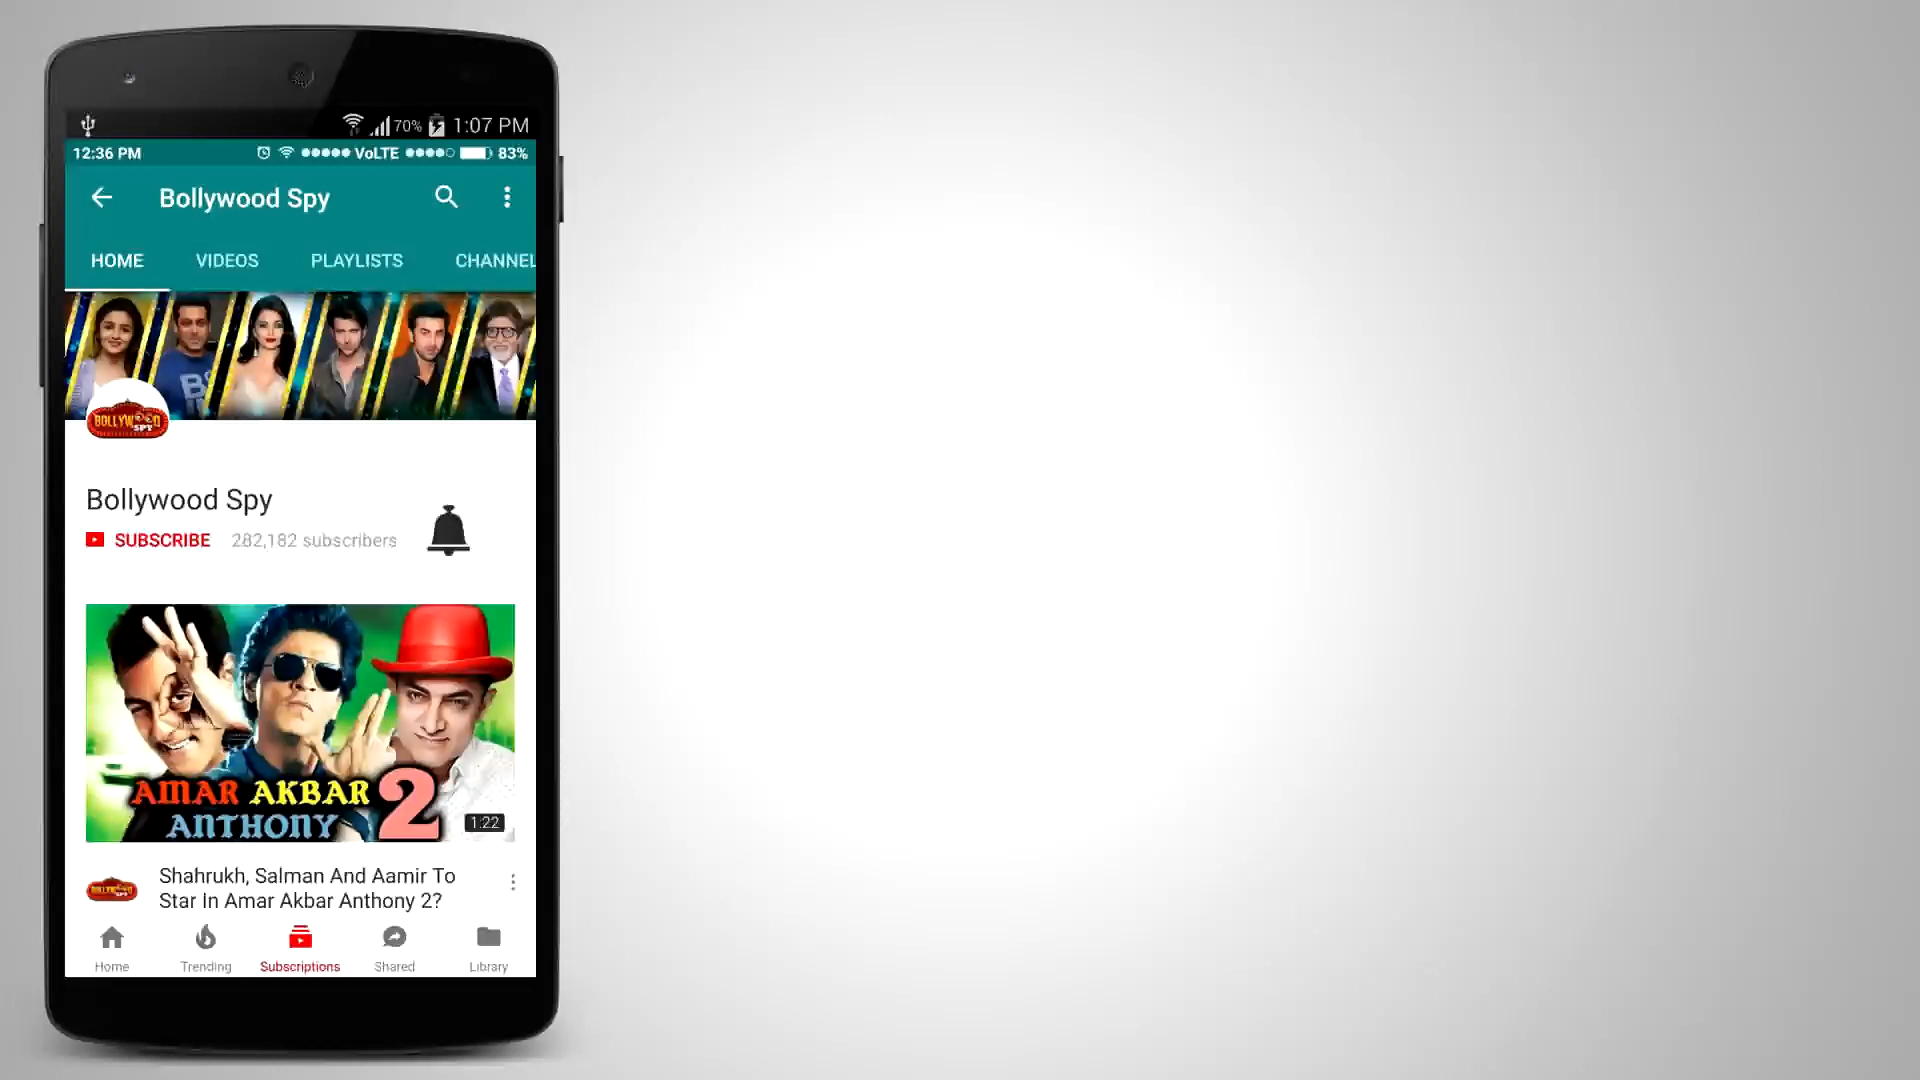 70% 1:07 PM
12:36 PM VoLTE 83%
Bollywood Spy
HOME VIDEOS PLAYLISTS CHANNEL
BOLLYWOOD
SPY
Bollywood Spy
SUBSCRIBE 282,182 subscribers
AMAR AKBAR
ANTHONY 2
1:22
Shahrukh, Salman And Aamir To
Star In Amar Akbar Anthony 2?
Home Trending Subscriptions Shared Library